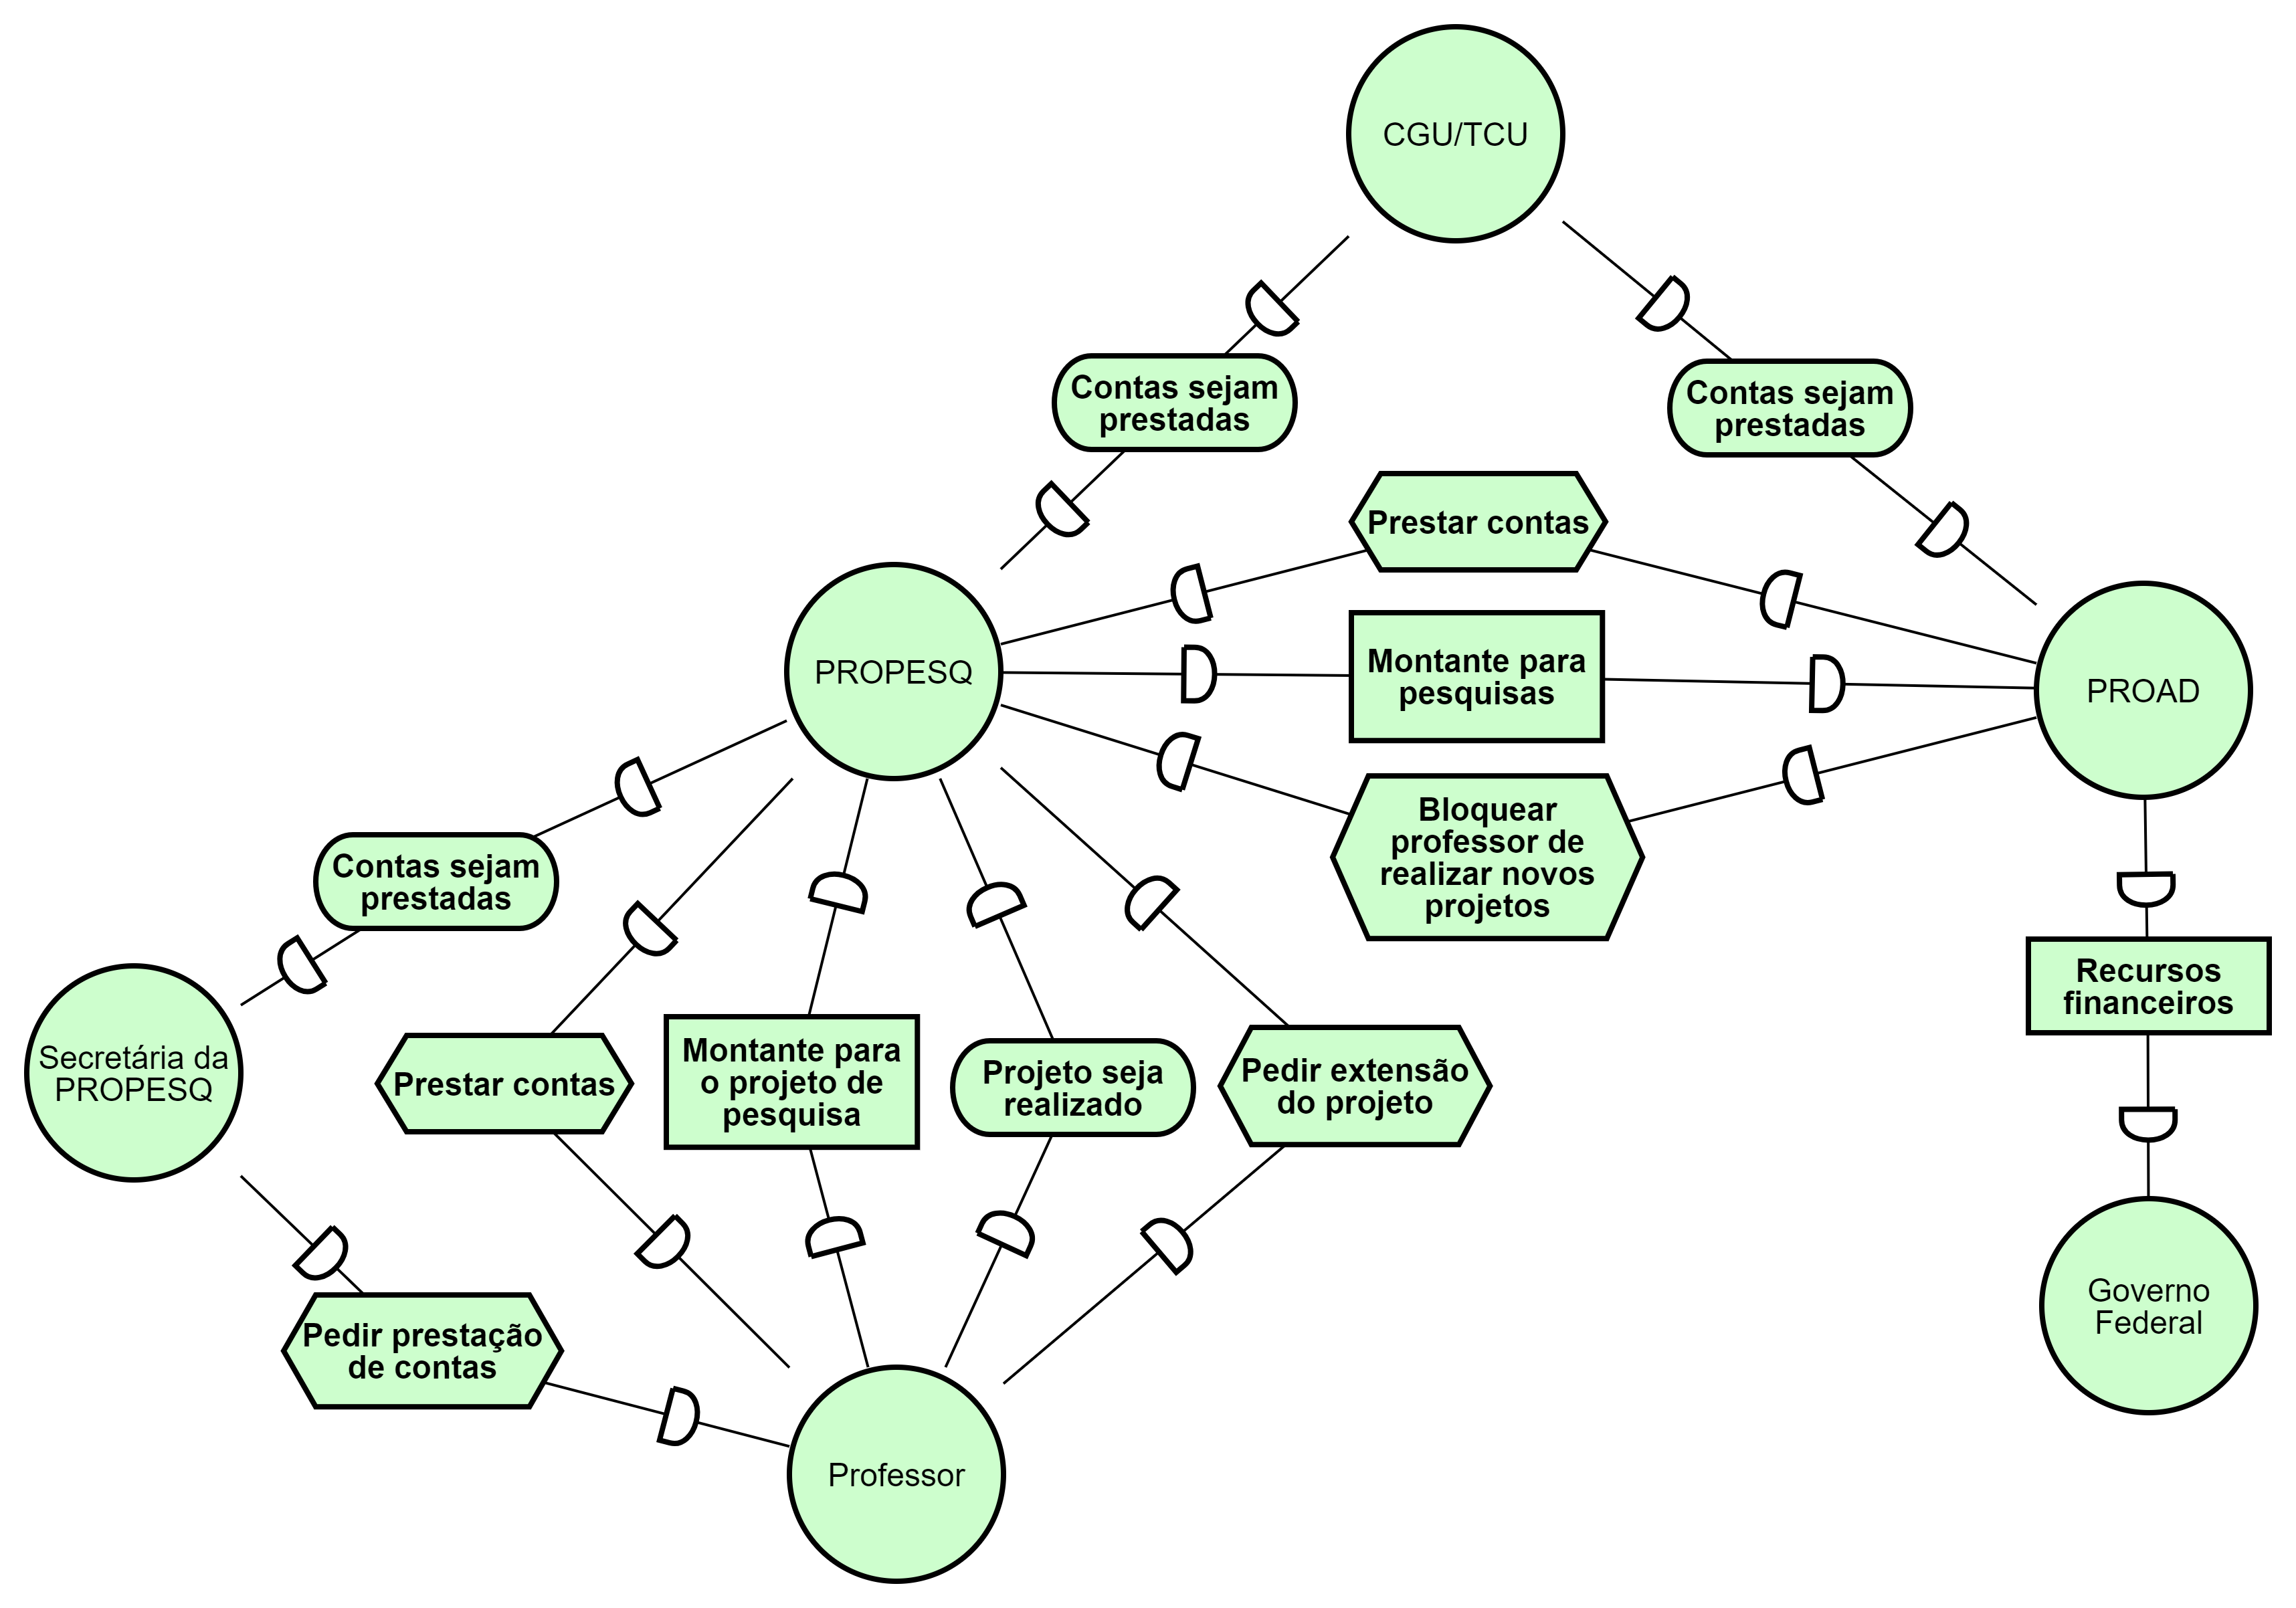 CGU/TCU
Contas sejam
prestadas
Contas sejam
prestadas
Prestar contas
Montante para
pesquisas
Bloquear
professor de
realizar novos
projetos
PROPESQ
PROAD
Contas sejam
prestadas
Recursos
financeiros
Secretária da
PROPESQ
Prestar contas
Montante para
o projeto de
pesquisa
Projeto seja
realizado
Pedir extensão
do projeto
Governo
Federal
Pedir prestação
de contas
Professor